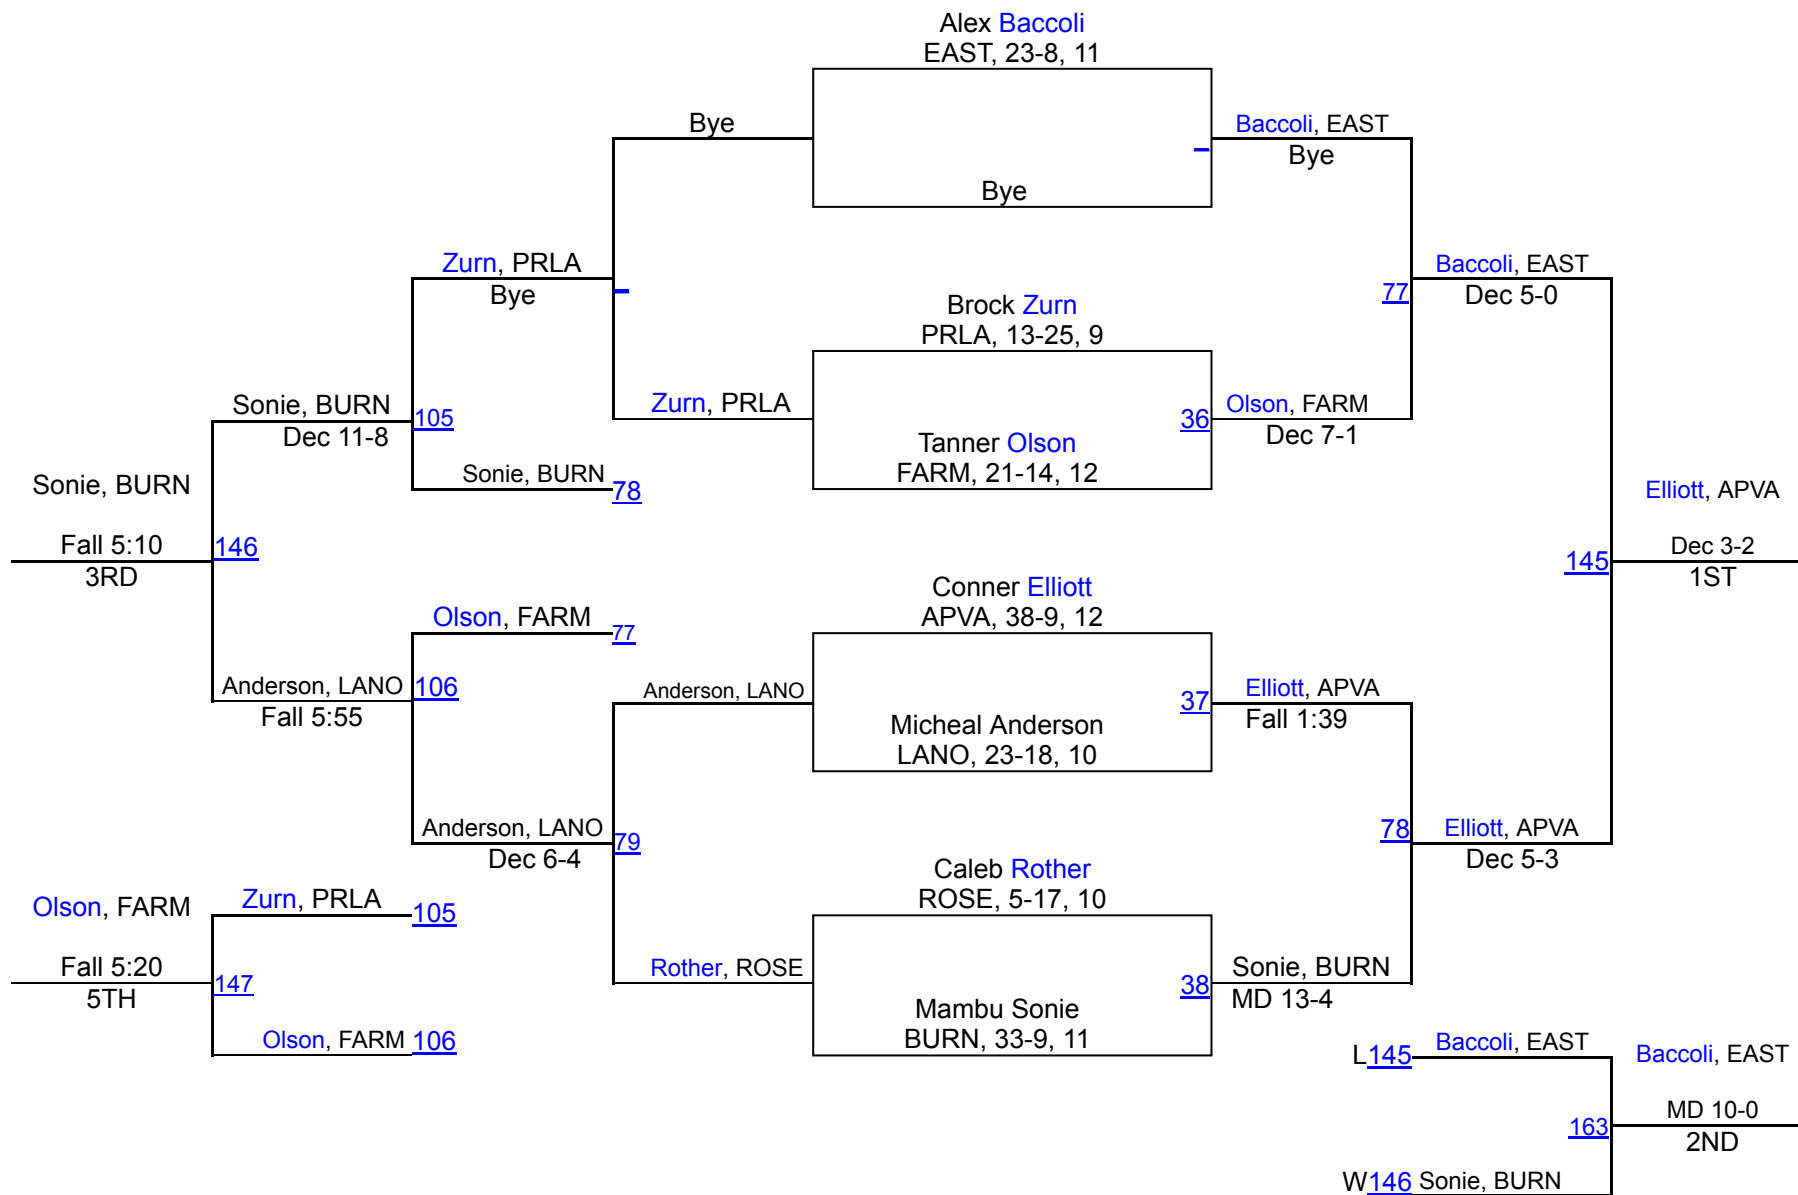 Alex Baccoli
EAST, 23-8, 11
Bye
Baccoli, EAST
Bye
Bye
Zurn, PRLA
Bye
Baccoli, EAST
Dec 5-0
77
Brock Zurn
PRLA, 13-25, 9
Sonie, BURN
Dec 11-8
105
Zurn, PRLA
Tanner Olson
FARM, 21-14, 12
36
Olson, FARM
Dec 7-1
Sonie, BURN
Sonie, BURN 78
Elliott, APVA
Fall 5:10
3RD
146
145
Dec 3-2
1ST
Conner Elliott
APVA, 38-9, 12
Olson, FARM 77
Anderson, LANO
Fall 5:55
106
Anderson, LANO
Micheal Anderson
LANO, 23-18, 10
37
Elliott, APVA
Fall 1:39
Anderson, LANO
Dec 6-4
79
78
Elliott, APVA
Dec 5-3
Caleb Rother
ROSE, 5-17, 10
Olson, FARM
Zurn, PRLA 105
Fall 5:20
5TH
147
Rother, ROSE
Mambu Sonie
BURN, 33-9, 11
38
Sonie, BURN
MD 13-4
Olson, FARM 106
L145 Baccoli, EAST
Baccoli, EAST
163
MD 10-0
2ND
W146 Sonie, BURN